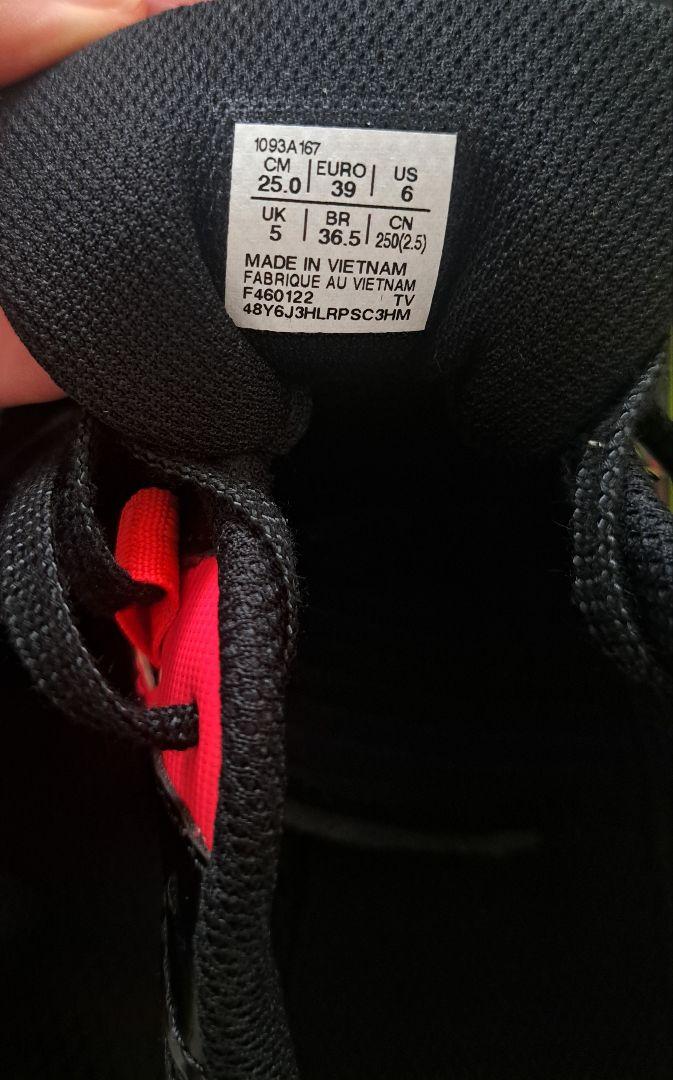 1093A167
CM | EURO | US
25.0 | 39 | 6
UK | BR | CN
5 | 36.5 | 250(2.5)
MADE IN VIETNAM
FABRIQUE AU VIETNAM
F460122 TV
48Y6J3HLRPSC3HM